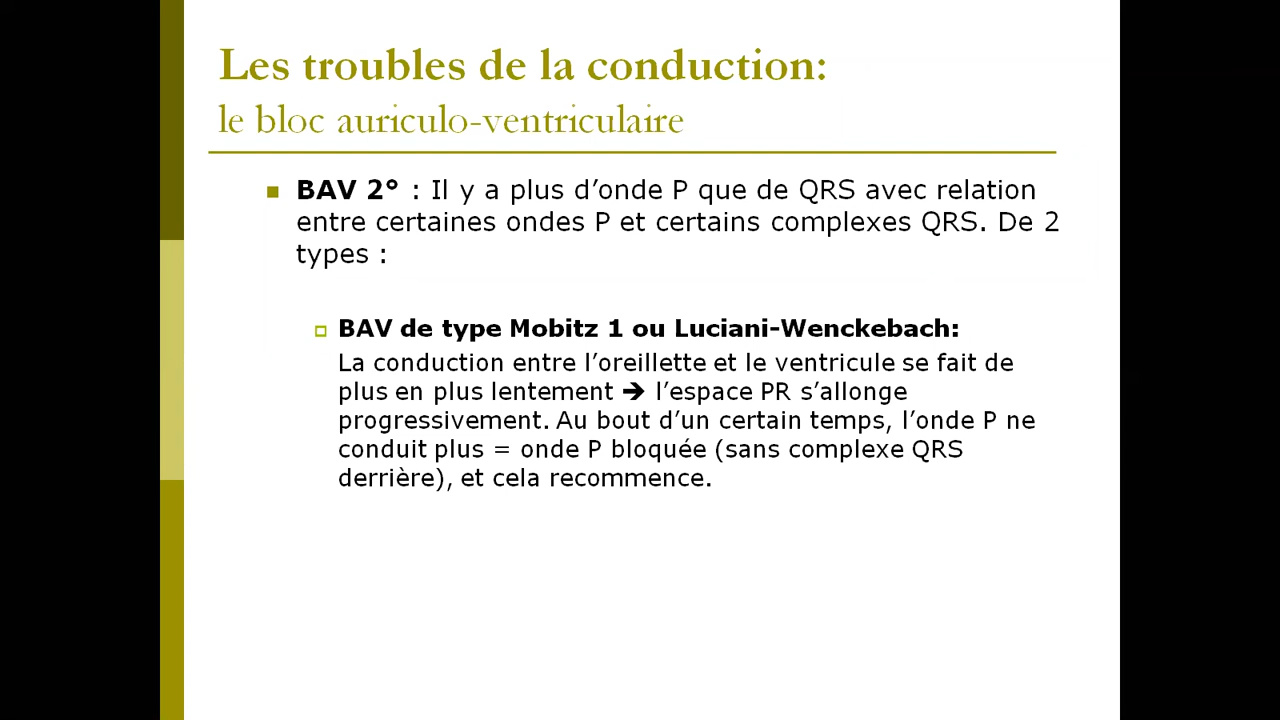 Les troubles de la conduction:
le bloc auriculo-ventriculaire
BAV 2° : Il y a plus d’onde P que de QRS avec relation
entre certaines ondes P et certains complexes QRS. De 2
types :
BAV de type Mobitz 1 ou Luciani-Wenckebach:
La conduction entre l’oreillette et le ventricule se fait de
plus en plus lentement ➔ l’espace PR s’allonge
progressivement. Au bout d’un certain temps, l’onde P ne
conduit plus = onde P bloquée (sans complexe QRS
derrière), et cela recommence.